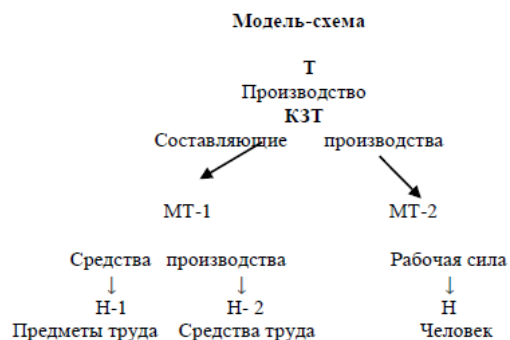 Модель-схема
Т
Производство
КЗТ
Составляющие производства
МТ-1 МТ-2
Средства производства Рабочая сила
↓ ↓ ↓
Н-1 Н- 2 Н
Предметы труда Средства труда Человек